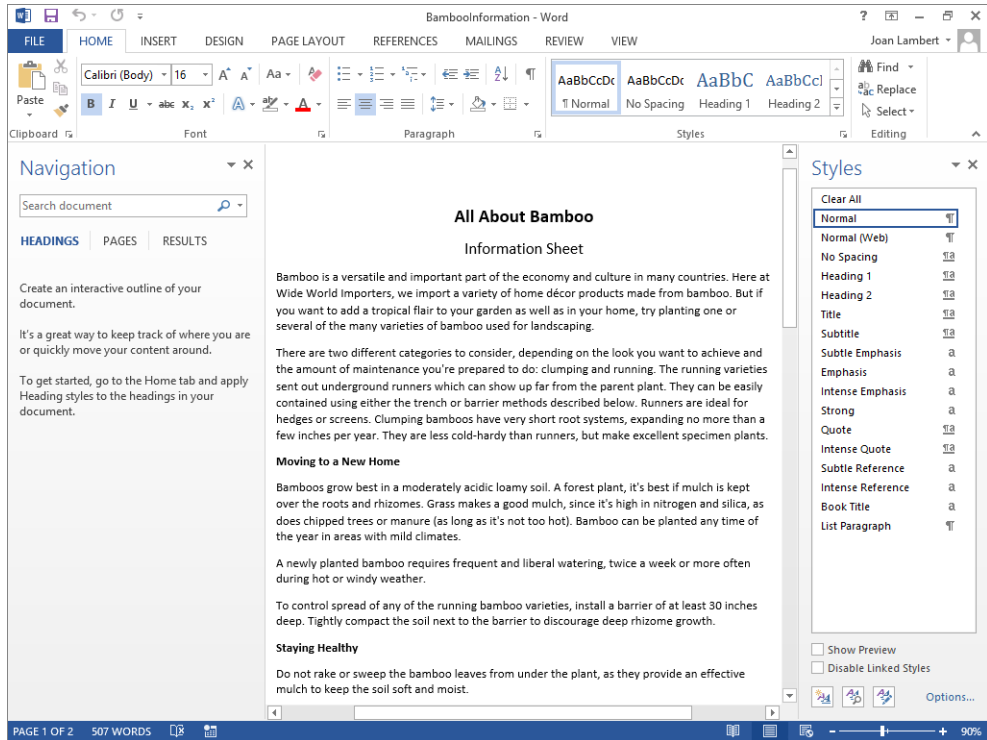 BambooInformation - Word
?
FILE HOME INSERT DESIGN PAGE LAYOUT REFERENCES MAILINGS REVIEW VIEW Joan Lambert
Paste
Calibri (Body) 16 A A Aa
B I U abc X₂ X² A aby A
AaBbCcDc AaBbCcDc AaBbC AaBbCcl
¶ Normal No Spacing Heading 1 Heading 2
Find
Replace
Select
Clipboard Font Paragraph Styles Editing
Navigation
Search document
HEADINGS PAGES RESULTS
Create an interactive outline of your
document.
It's a great way to keep track of where you are
or quickly move your content around.
To get started, go to the Home tab and apply
Heading styles to the headings in your
document.
All About Bamboo
Information Sheet
Bamboo is a versatile and important part of the economy and culture in many countries. Here at
Wide World Importers, we import a variety of home décor products made from bamboo. But if
you want to add a tropical flair to your garden as well as in your home, try planting one or
several of the many varieties of bamboo used for landscaping.
There are two different categories to consider, depending on the look you want to achieve and
the amount of maintenance you're prepared to do: clumping and running. The running varieties
sent out underground runners which can show up far from the parent plant. They can be easily
contained using either the trench or barrier methods described below. Runners are ideal for
hedges or screens. Clumping bamboos have very short root systems, expanding no more than a
few inches per year. They are less cold-hardy than runners, but make excellent specimen plants.
Moving to a New Home
Bamboos grow best in a moderately acidic loamy soil. A forest plant, it's best if mulch is kept
over the roots and rhizomes. Grass makes a good mulch, since it's high in nitrogen and silica, as
does chipped trees or manure (as long as it's not too hot). Bamboo can be planted any time of
the year in areas with mild climates.
A newly planted bamboo requires frequent and liberal watering, twice a week or more often
during hot or windy weather.
To control spread of any of the running bamboo varieties, install a barrier of at least 30 inches
deep. Tightly compact the soil next to the barrier to discourage deep rhizome growth.
Staying Healthy
Do not rake or sweep the bamboo leaves from under the plant, as they provide an effective
mulch to keep the soil soft and moist.
Styles
Clear All
Normal ¶
Normal (Web) ¶
No Spacing ¶a
Heading 1 ¶a
Heading 2 ¶a
Title ¶a
Subtitle ¶a
Subtle Emphasis a
Emphasis a
Intense Emphasis a
Strong a
Quote ¶a
Intense Quote ¶a
Subtle Reference a
Intense Reference a
Book Title a
List Paragraph ¶
Show Preview
Disable Linked Styles
Options...
PAGE 1 OF 2 507 WORDS 90%